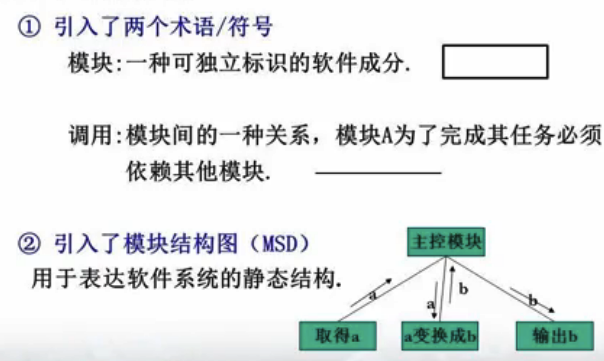 ① 引入了两个术语/符号
模块:一种可独立标识的软件成分.
调用:模块间的一种关系，模块A为了完成其任务必须
依赖其他模块.
② 引入了模块结构图（MSD）
用于表达软件系统的静态结构.
主控模块
a
a
b
b
取得a
a变换成b
输出b